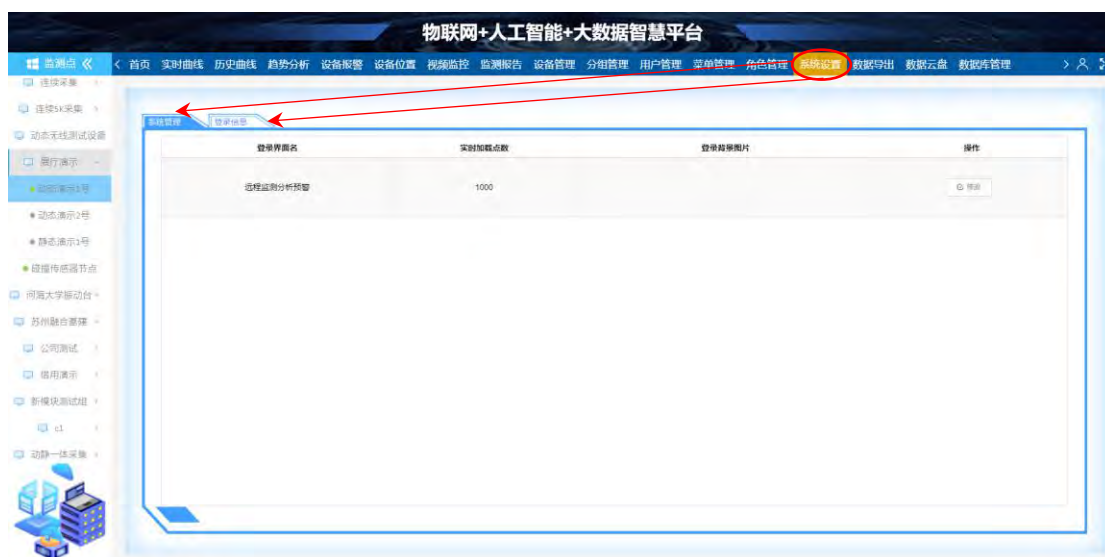 物联网+人工智能+大数据智慧平台
监测点 《
< 首页 实时曲线 历史曲线 趋势分析 设备报警 设备位置 视频监控 监测报告 设备管理 分组管理 用户管理 菜单管理 角色管理 系统设置 数据导出 数据云盘 数据库管理 >
连续采集
连续5K采集
动态无线测试设备
展厅演示
动态演示1号
动态演示2号
静态演示1号
碰撞传感器节点
河海大学振动台
苏州融合基建
公司测试
信用演示
新模块测试组
c1
动静一体采集
系统管理 登录信息
登录界面名 实时加载点数 登录背景图片 操作
远程监测分析预警 1000